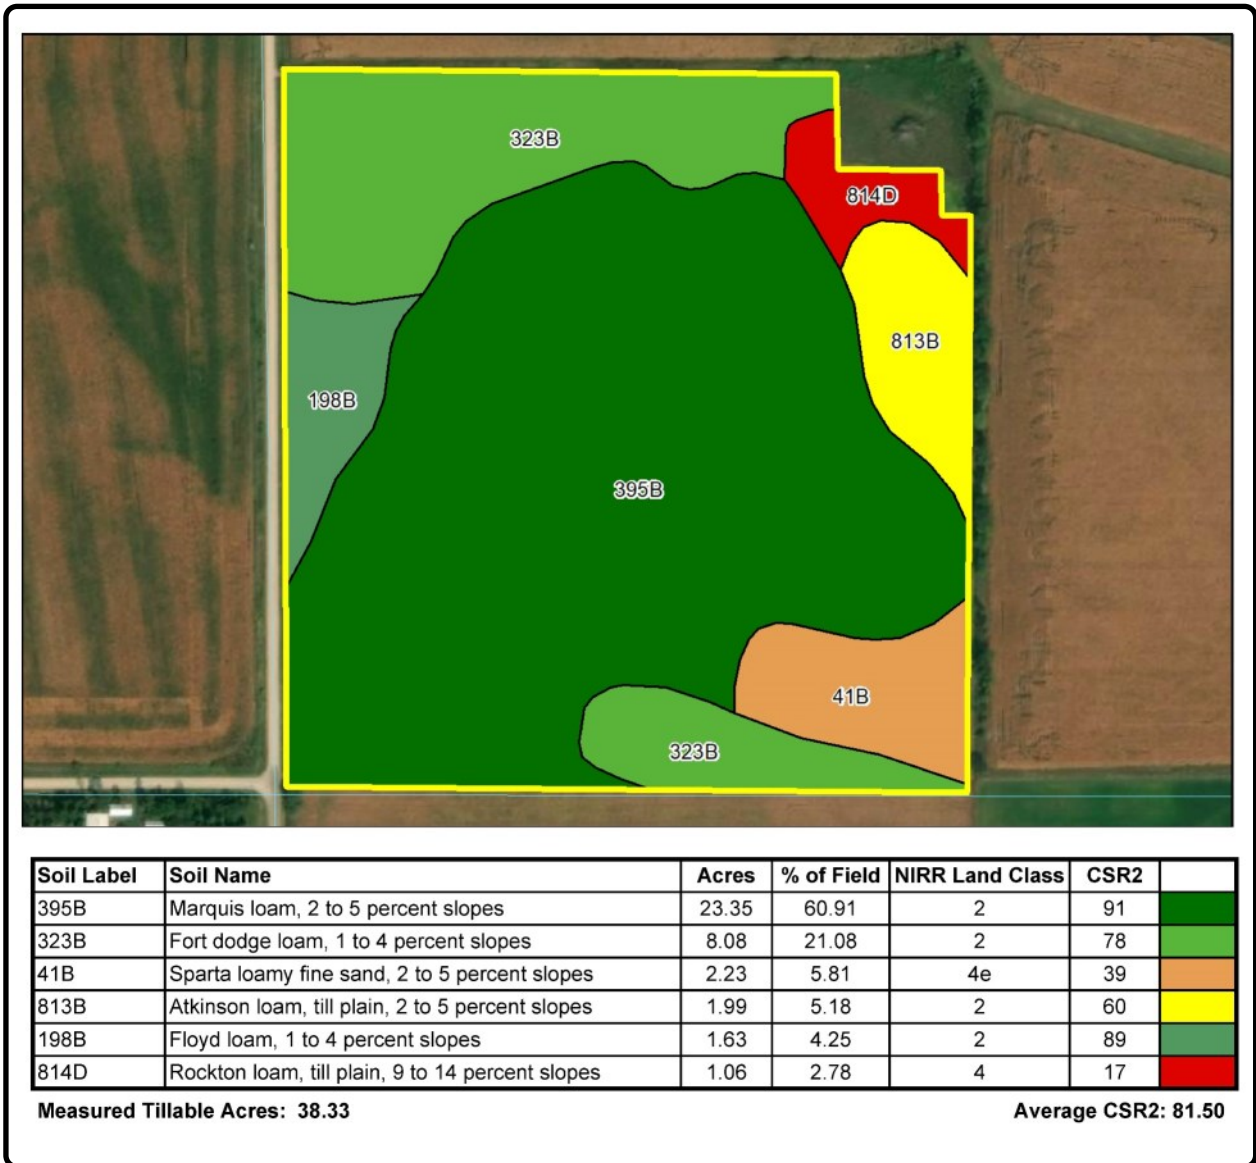 323B
814D
813B
198B
395B
41B
323B
Soil Label Soil Name Acres % of Field NIRR Land Class CSR2
395B Marquis loam, 2 to 5 percent slopes 23.35 60.91 2 91
323B Fort dodge loam, 1 to 4 percent slopes 8.08 21.08 2 78
41B Sparta loamy fine sand, 2 to 5 percent slopes 2.23 5.81 4e 39
813B Atkinson loam, till plain, 2 to 5 percent slopes 1.99 5.18 2 60
198B Floyd loam, 1 to 4 percent slopes 1.63 4.25 2 89
814D Rockton loam, till plain, 9 to 14 percent slopes 1.06 2.78 4 17
Measured Tillable Acres: 38.33 Average CSR2: 81.50